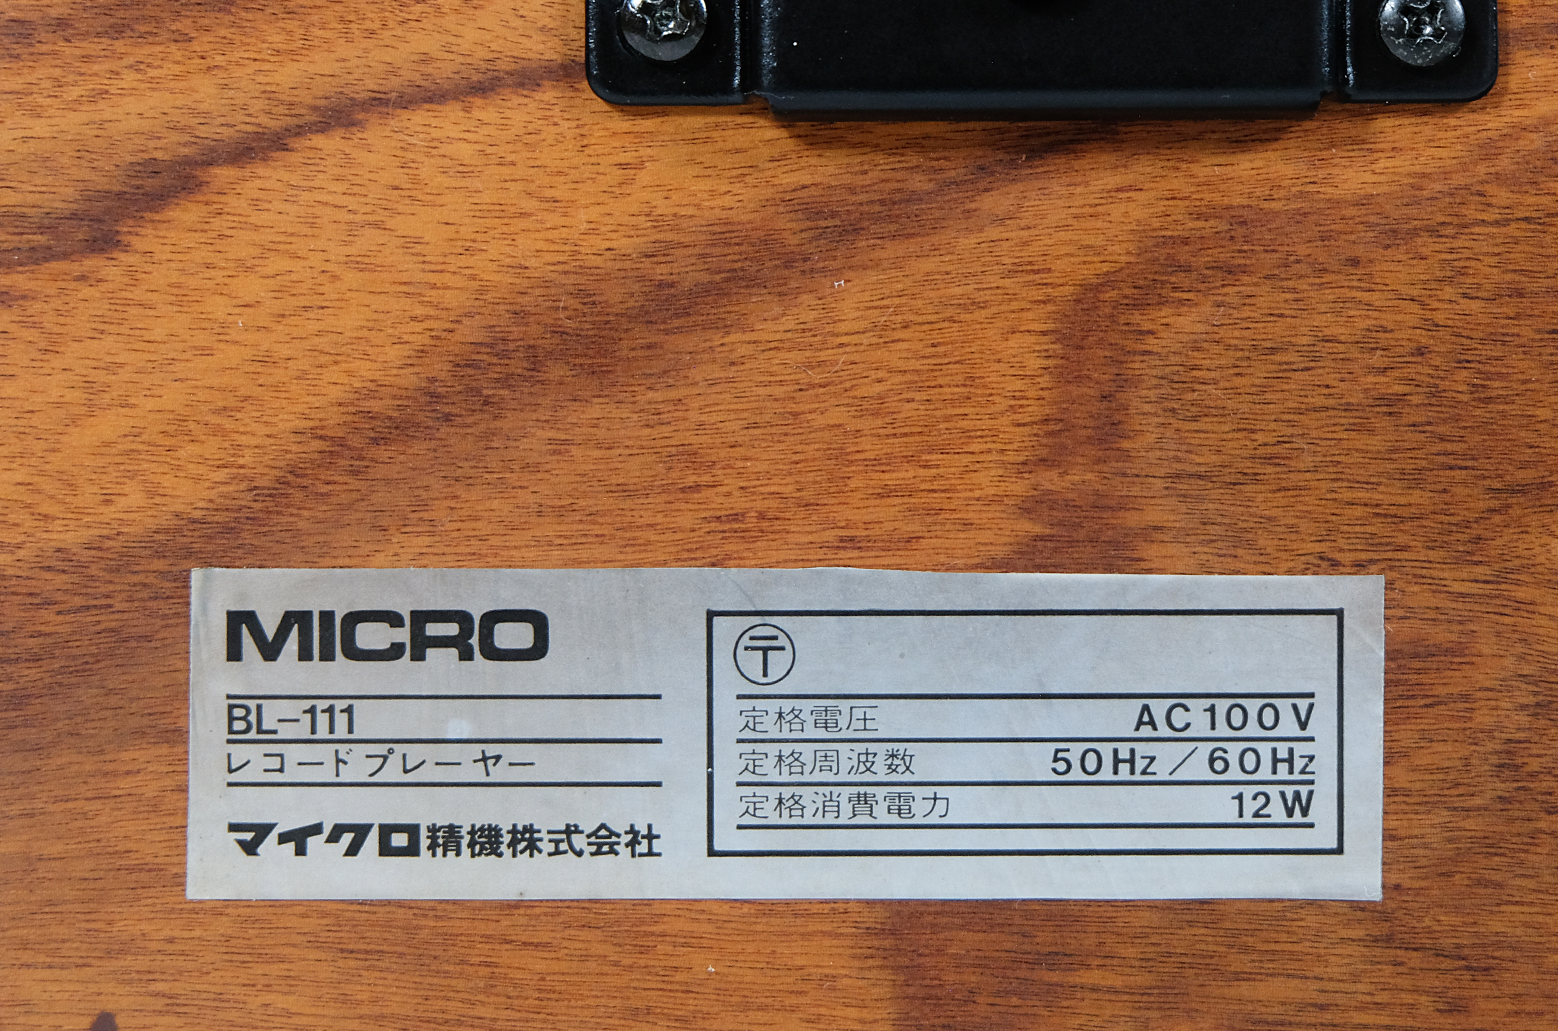 MICRO
BL-111
レコードプレーヤー
マイクロ精機株式会社
〒
定格電圧 AC100V
定格周波数 50Hz/60Hz
定格消費電力 12W